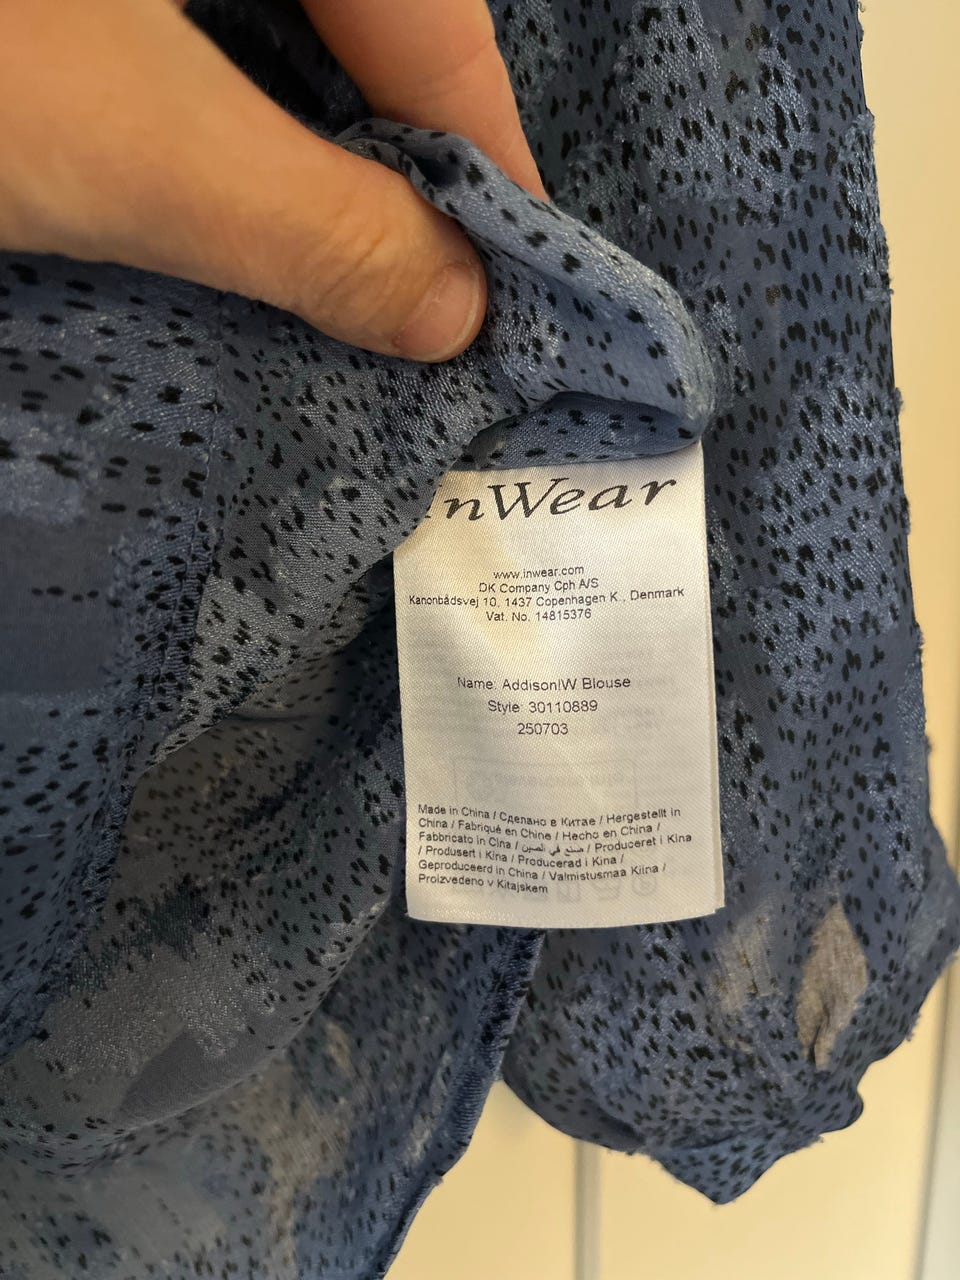 InWear
www.inwear.com
DK Company Cph A/S
Kanonbådsvej 10, 1437 Copenhagen K., Denmark
Vat. No. 14815376
Name: AddisonIW Blouse
Style: 30110889
250703
Made in China / Сделано в Китае / Hergestellt in
China / Fabriqué en Chine / Hecho en China /
Fabbricato in Cina / صنع في الصين / Produceret i Kina
/ Produsert i Kina / Producerad i Kina /
Geproduceerd in China / Valmistusmaa Kiina /
Proizvedeno v Kitajskem